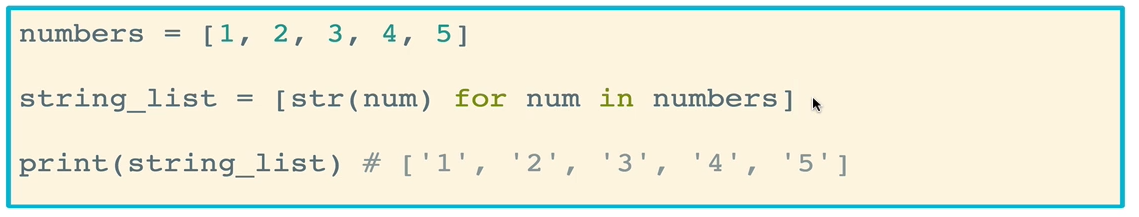 numbers = [1, 2, 3, 4, 5]
string_list = [str(num) for num in numbers]
print(string_list) # ['1', '2', '3', '4', '5']